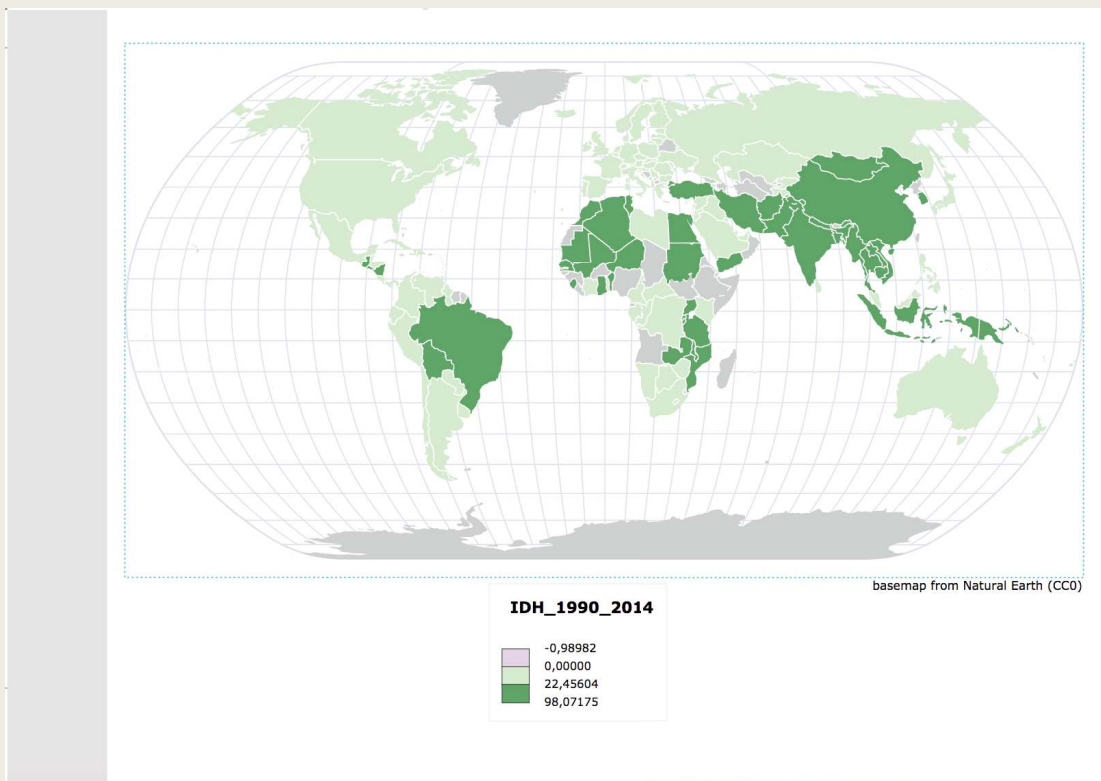 basemap from Natural Earth (CC0)
IDH_1990_2014
-0,98982
0,00000
22,45604
98,07175